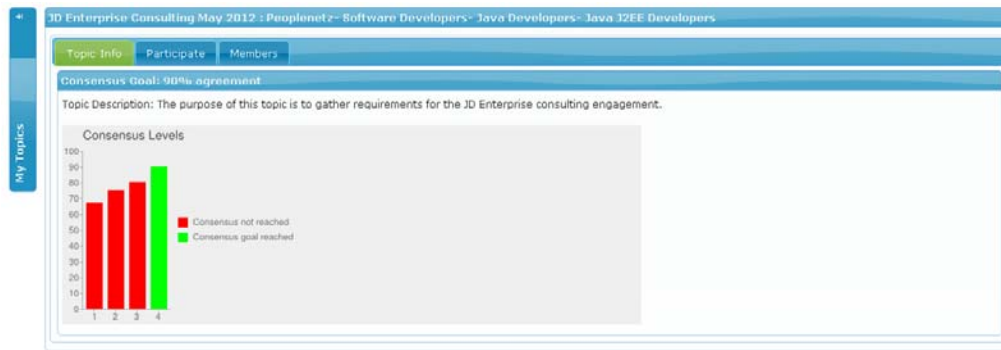 JD Enterprise Consulting May 2012 : Peoplenetz- Software Developers- Java Developers- Java J2EE Developers
Topic Info Participate Members
Consensus Goal: 90% agreement
Topic Description: The purpose of this topic is to gather requirements for the JD Enterprise consulting engagement.
My Topics
Consensus Levels
100
90
80
70
60
50
40
30
20
10
0
1 2 3 4
Consensus not reached
Consensus goal reached